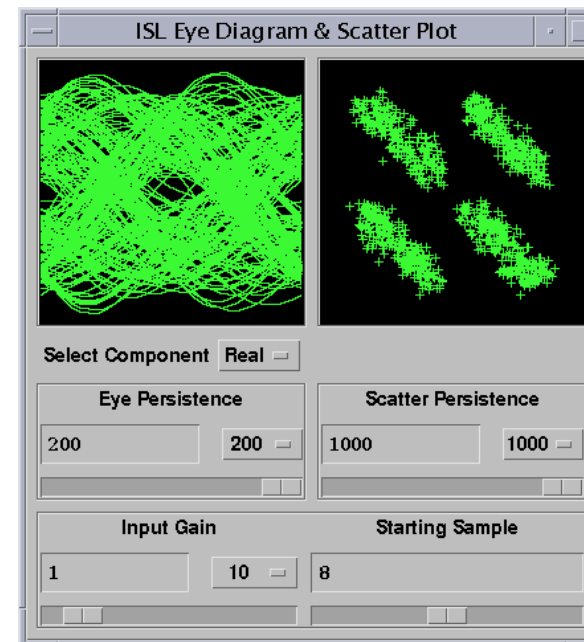 ISL Eye Diagram & Scatter Plot
Select Component Real
Eye Persistence
200 200
Scatter Persistence
1000 1000
Input Gain
1 10
Starting Sample
8